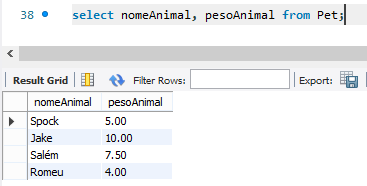 38 select nomeAnimal, pesoAnimal from Pet;
Result Grid Filter Rows: Export:
nomeAnimal pesoAnimal
Spock 5.00
Jake 10.00
Salém 7.50
Romeu 4.00